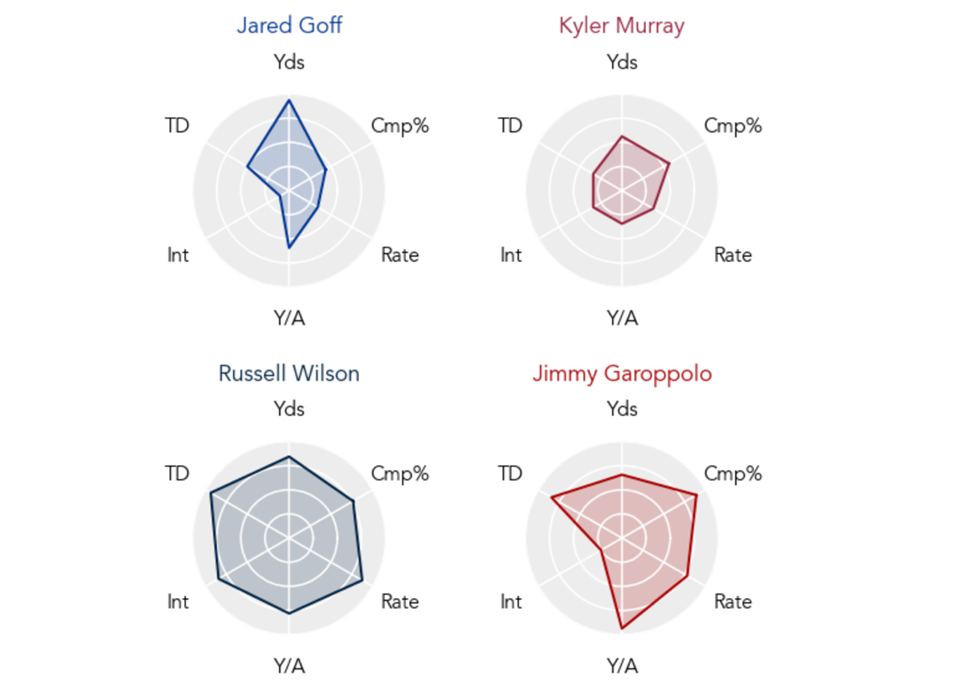 Jared Goff
Yds
TD
Cmp%
Int
Rate
Y/A
Kyler Murray
Yds
TD
Cmp%
Int
Rate
Y/A
Russell Wilson
Yds
TD
Cmp%
Int
Rate
Y/A
Jimmy Garoppolo
Yds
TD
Cmp%
Int
Rate
Y/A